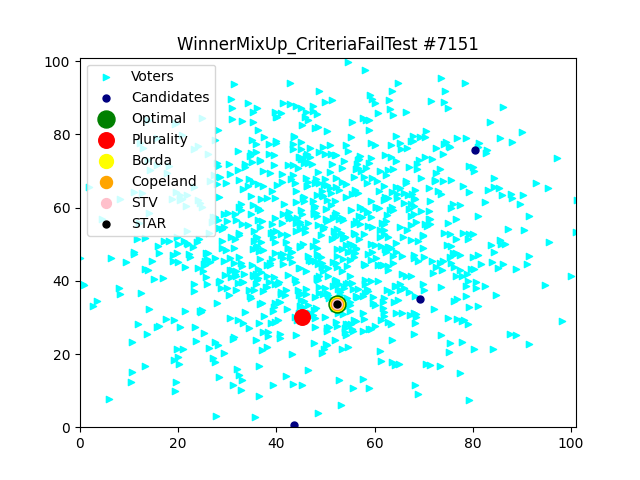 WinnerMixUp_CriteriaFailTest #7151
100
80
60
40
20
0
0 20 40 60 80 100
Voters
Candidates
Optimal
Plurality
Borda
Copeland
STV
STAR